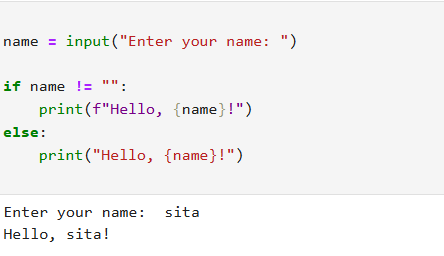 name = input("Enter your name: ")
if name != "":
    print(f"Hello, {name}!")
else:
    print("Hello, {name}!")
Enter your name:  sita
Hello, sita!